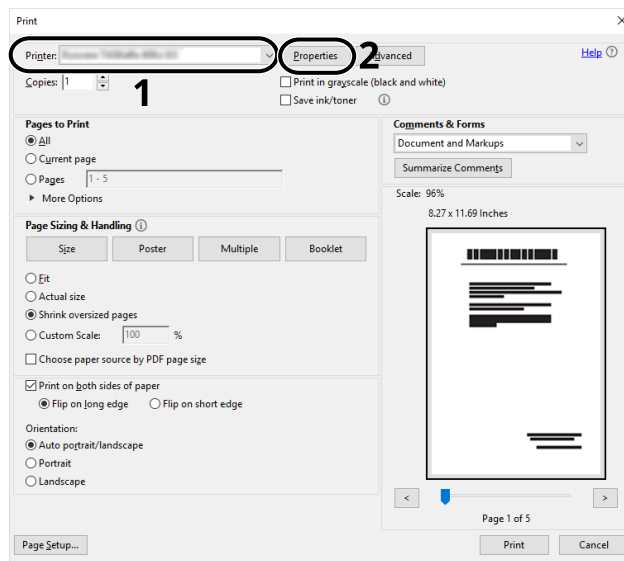 Print
Printer:
Properties
2
Advanced
Help
Copies: 1
1
Print in grayscale (black and white)
Save ink/toner
Pages to Print
All
Current page
Pages 1 - 5
More Options
Comments & Forms
Document and Markups
Summarize Comments
Scale: 96%
8.27 x 11.69 Inches
Page Sizing & Handling
Size Poster Multiple Booklet
Fit
Actual size
Shrink oversized pages
Custom Scale: 100 %
Choose paper source by PDF page size
Print on both sides of paper
Flip on long edge Flip on short edge
Orientation:
Auto portrait/landscape
Portrait
Landscape
< >
Page 1 of 5
Page Setup...
Print Cancel